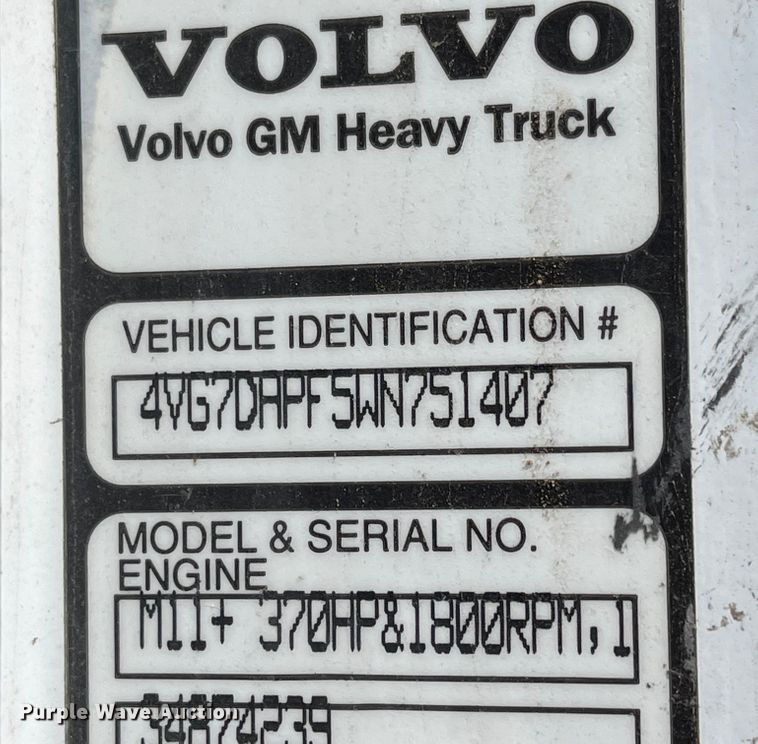 VOLVO
Volvo GM Heavy Truck
VEHICLE IDENTIFICATION #
4VG7DAPF5WN751407
MODEL & SERIAL NO.
ENGINE
M11+ 370HP&1800RPM,1
34874239
Purple Wave Auction